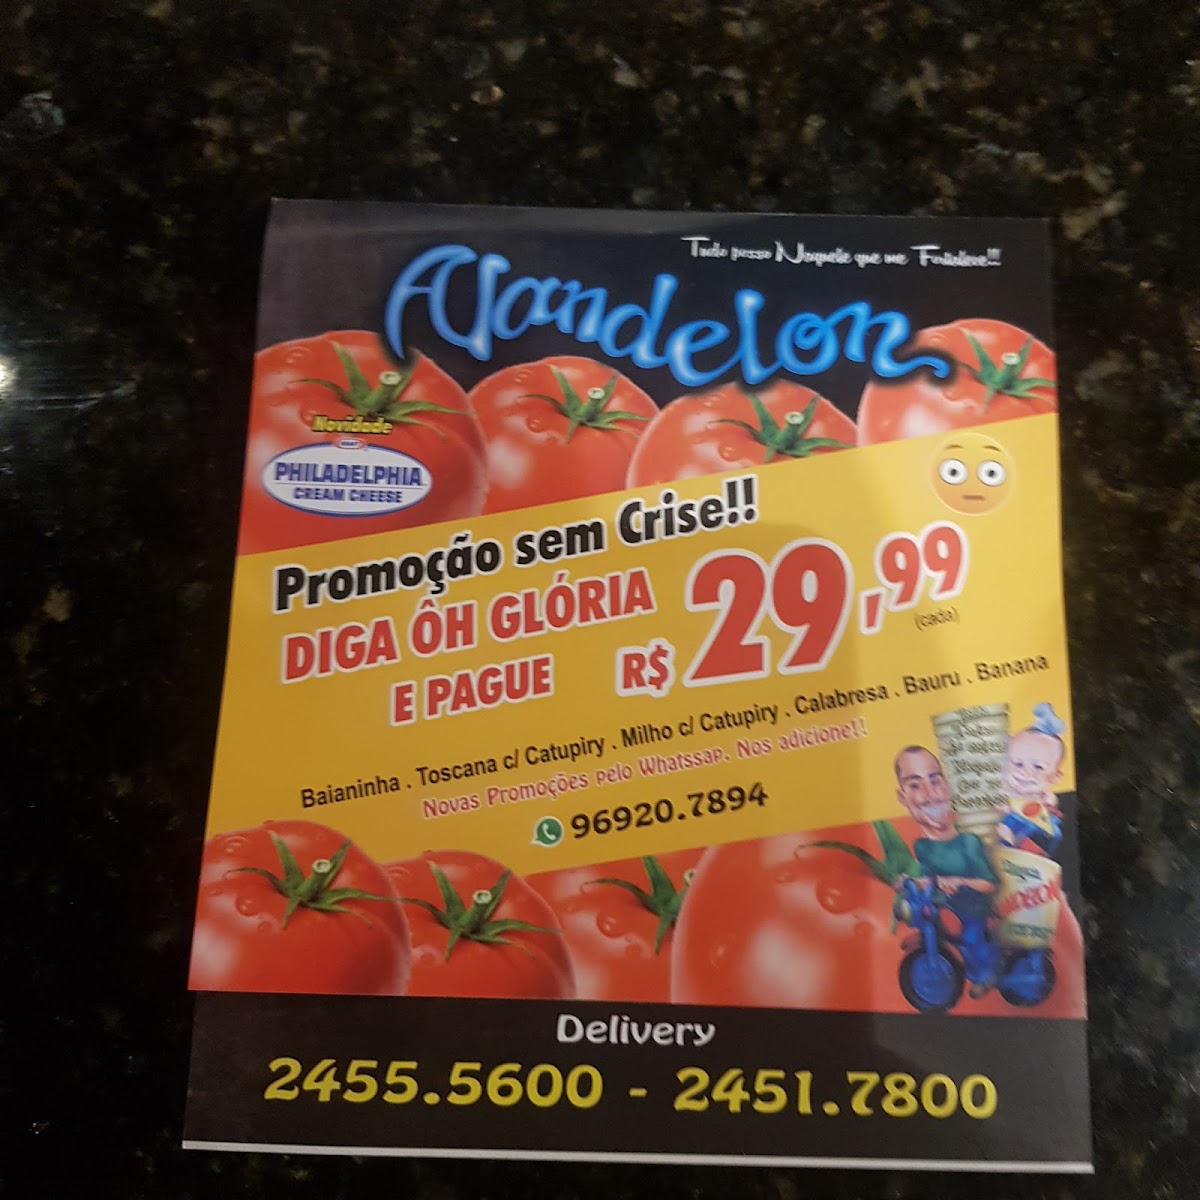 Tudo posso Naquele que me Fortalece!!!
Vandelon
Novidade
KRAFT
PHILADELPHIA
CREAM CHEESE
Promoção sem Crise!!
DIGA ÔH GLÓRIA
E PAGUE R$ 29,99
(cada)
Baianinha . Toscana c/ Catupiry . Milho c/ Catupiry . Calabresa . Bauru . Banana
Novas Promoções pelo Whatssap. Nos adicione!!
96920.7894
Delivery
2455.5600 - 2451.7800